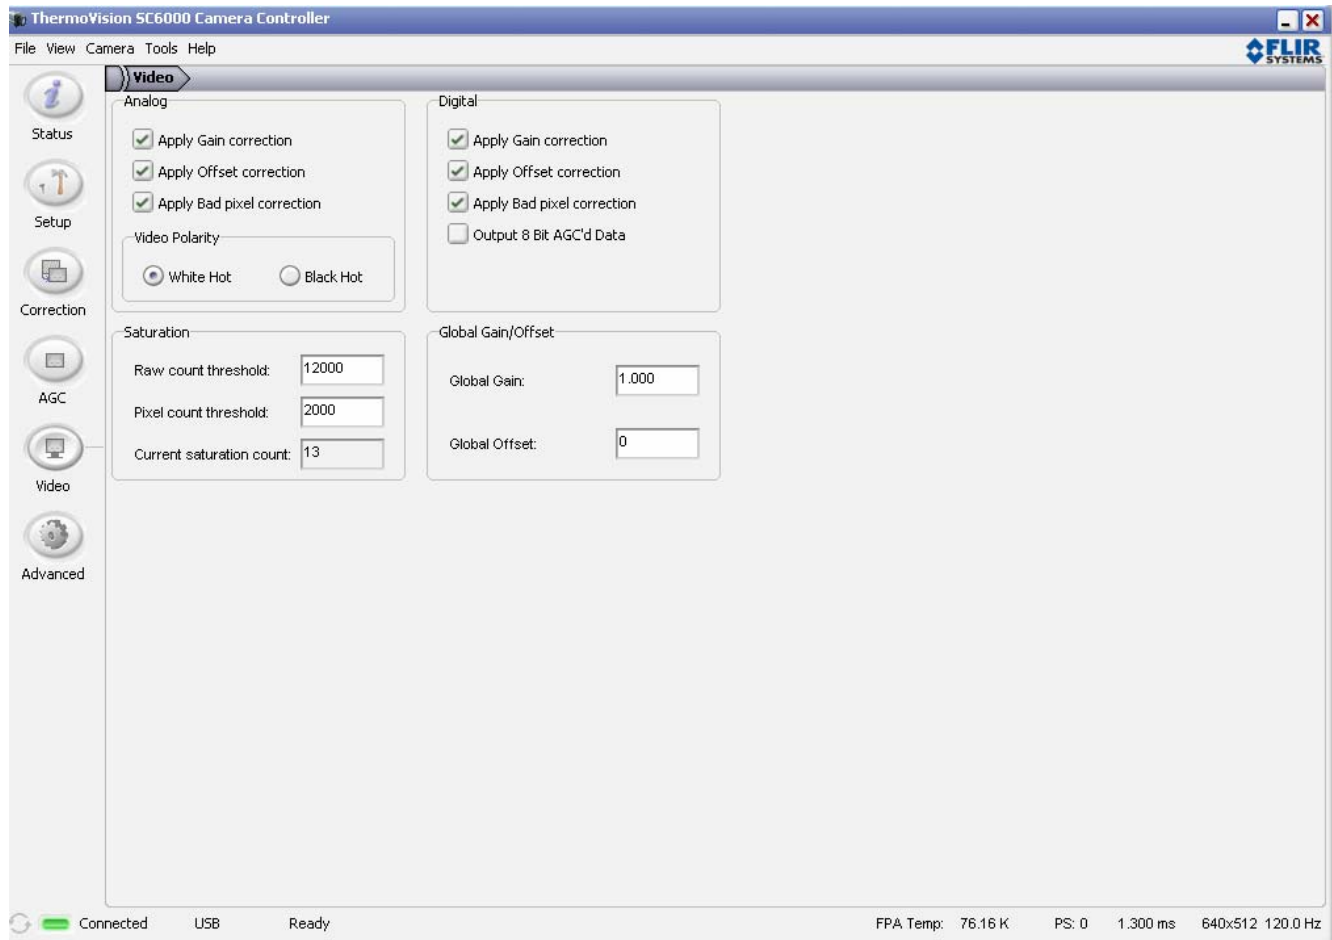 ThermoVision SC6000 Camera Controller
File View Camera Tools Help
FLIR
SYSTEMS
Video
Status
Setup
Correction
AGC
Video
Advanced
Analog
Apply Gain correction
Apply Offset correction
Apply Bad pixel correction
Video Polarity
White Hot Black Hot
Digital
Apply Gain correction
Apply Offset correction
Apply Bad pixel correction
Output 8 Bit AGC'd Data
Saturation
Raw count threshold: 12000
Pixel count threshold: 2000
Current saturation count: 13
Global Gain/Offset
Global Gain: 1.000
Global Offset: 0
Connected USB Ready FPA Temp: 76.16 K PS: 0 1.300 ms 640x512 120.0 Hz